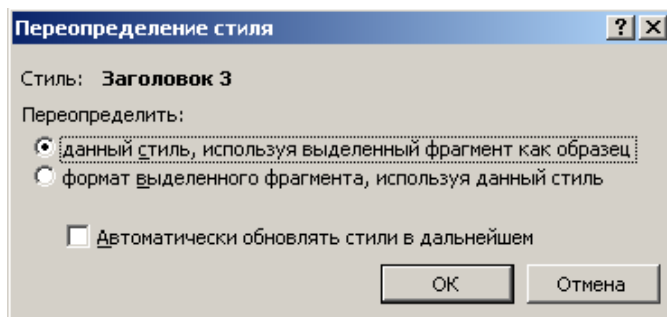 Переопределение стиля
Стиль: Заголовок 3
Переопределить:
данный стиль, используя выделенный фрагмент как образец
формат выделенного фрагмента, используя данный стиль
Автоматически обновлять стили в дальнейшем
ОК Отмена